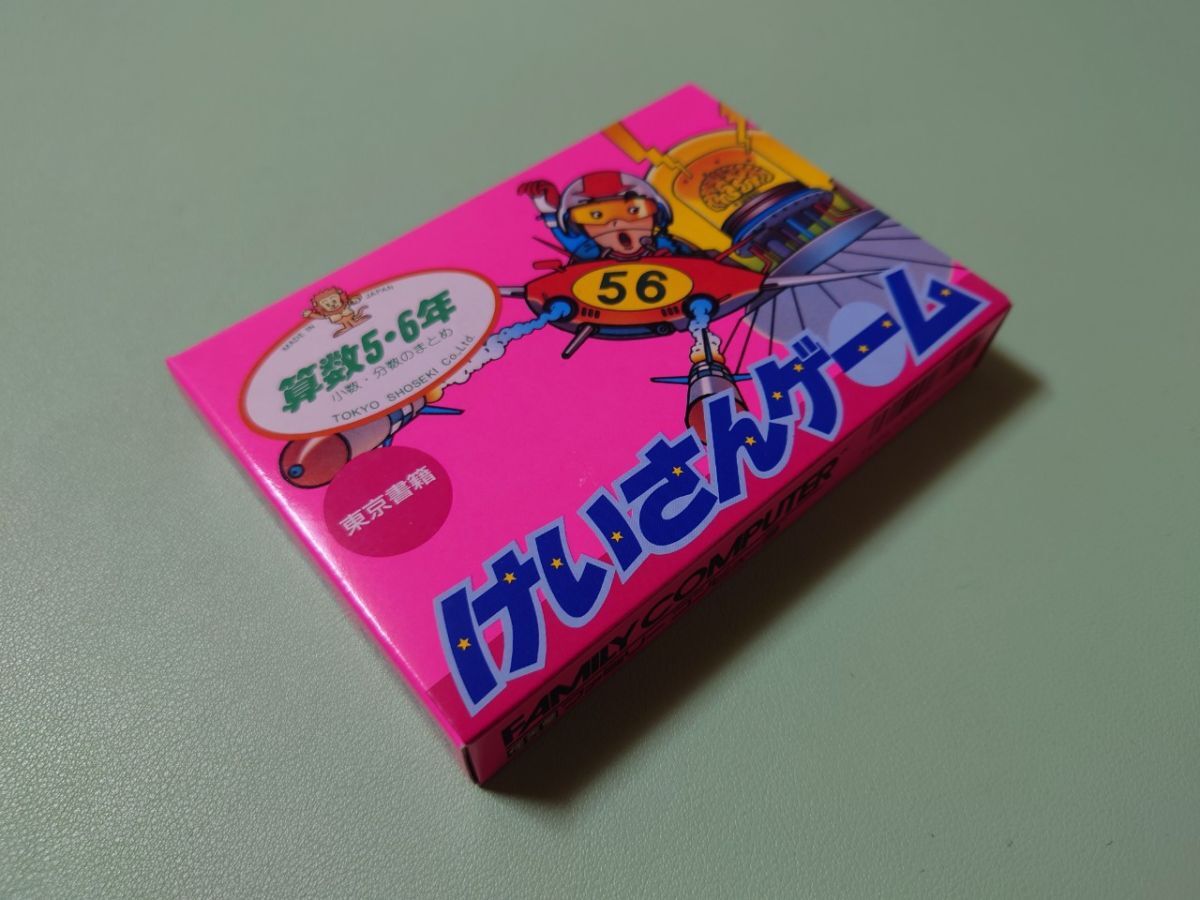 MADE IN JAPAN
算数5・6年
小数・分数のまとめ
TOKYO SHOSEKI Co.,Ltd.
56
東京書籍
けいさんゲーム
FAMILY COMPUTER